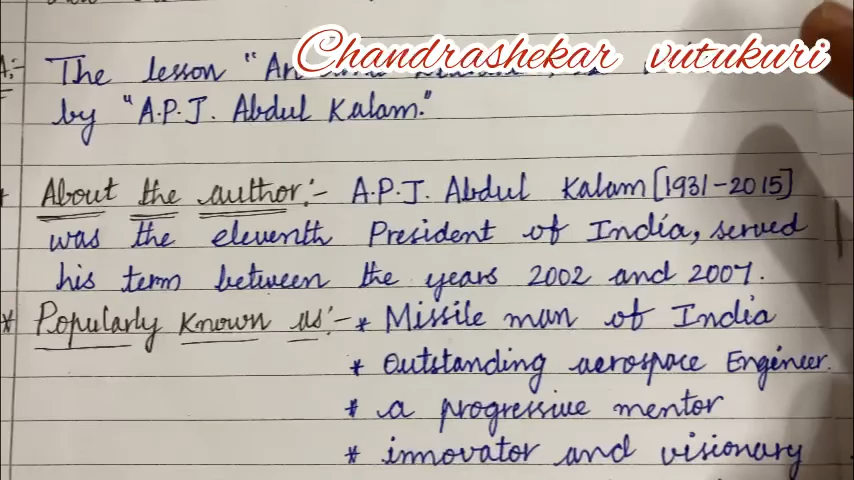 Chandrashekar vutukuri
A:- The lesson "An
by "A.P.J. Abdul Kalam."
About the author:- A.P.J. Abdul Kalam [1931-2015]
was the eleventh President of India, served
his term between the years 2002 and 2007.
* Popularly known as:- * Missile man of India
* Outstanding aerospace Engineer.
* a progressive mentor
* innovator and visionary